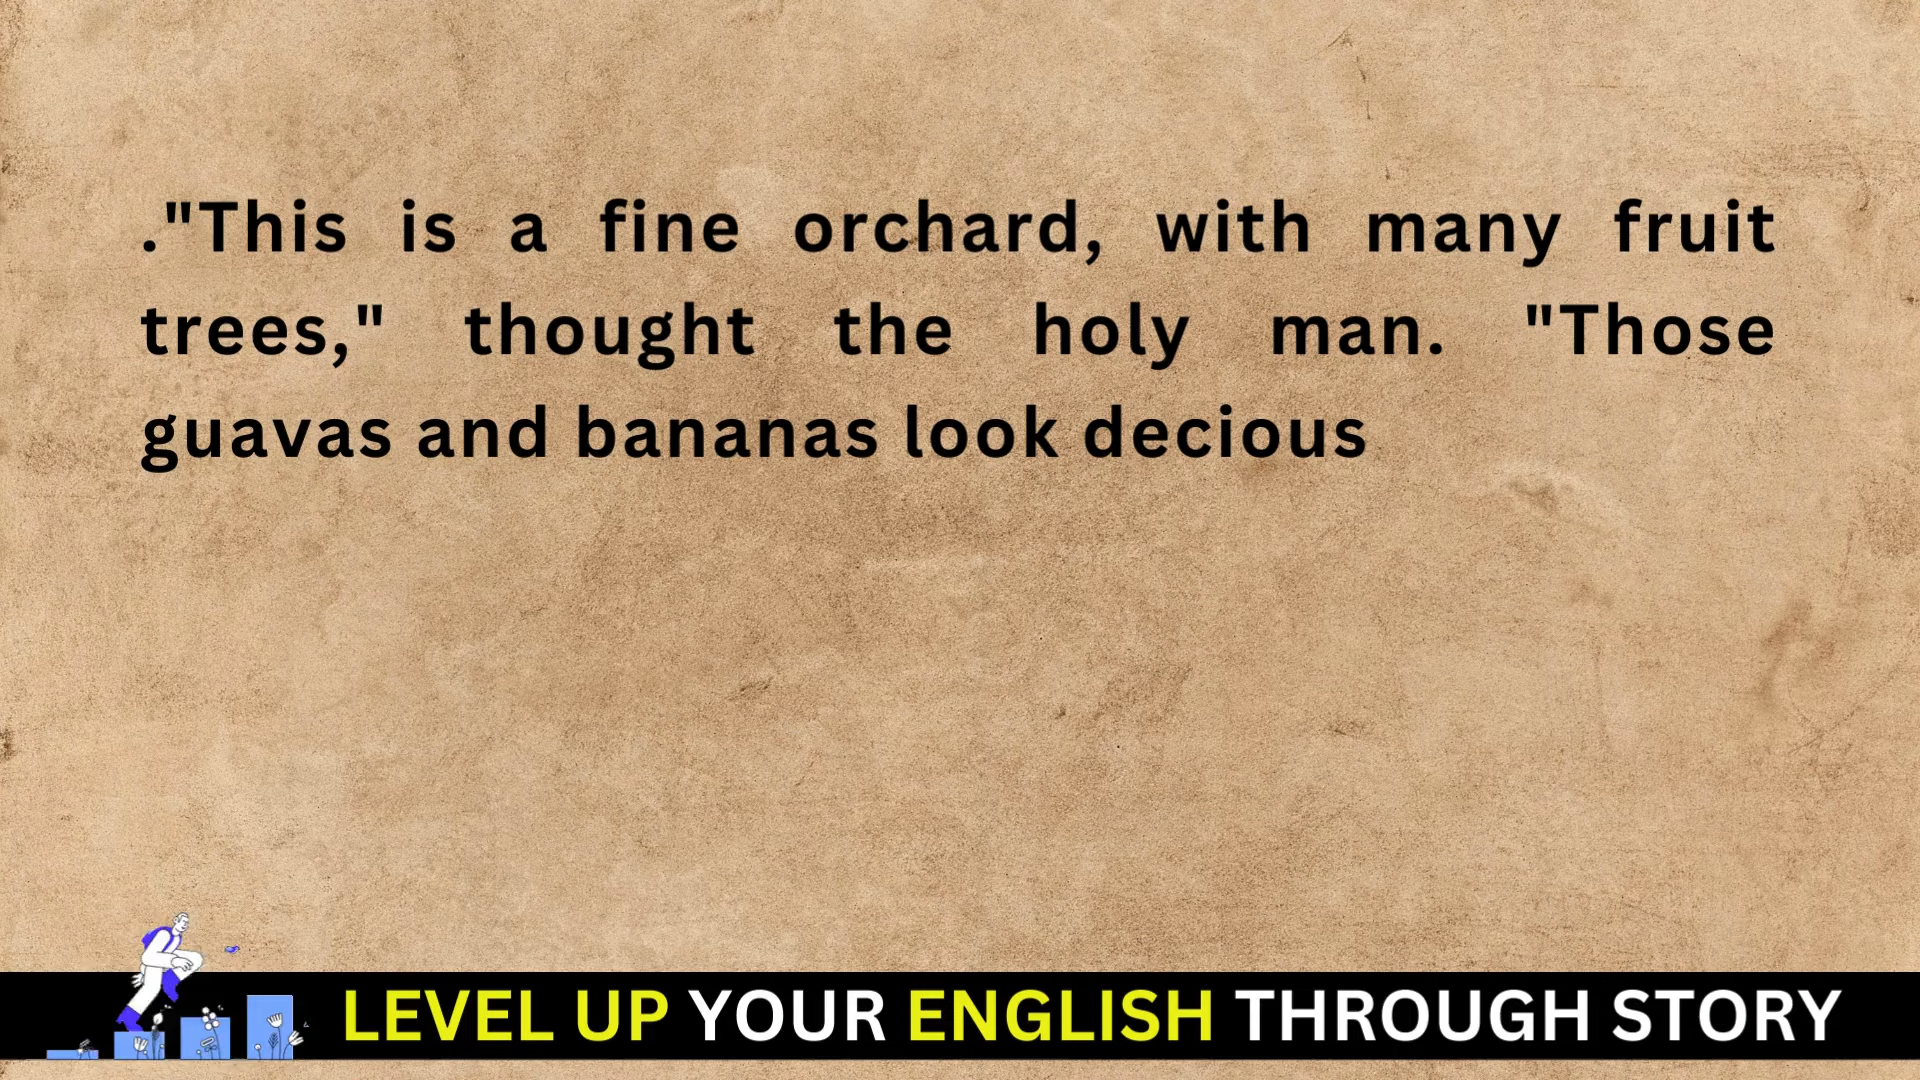 ."This is a fine orchard, with many fruit
trees," thought the holy man. "Those
guavas and bananas look decious
LEVEL UP YOUR ENGLISH THROUGH STORY